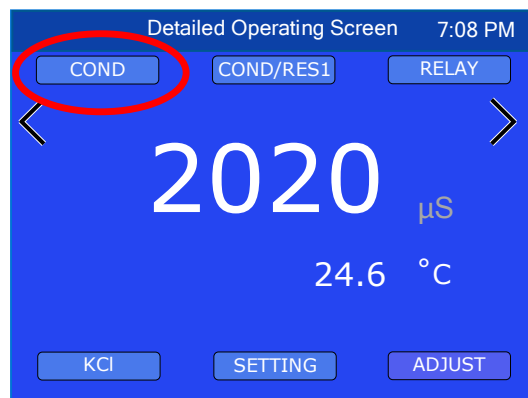 Detailed Operating Screen 7:08 PM
COND COND/RES1 RELAY
2020 µS
24.6 °C
KCl SETTING ADJUST